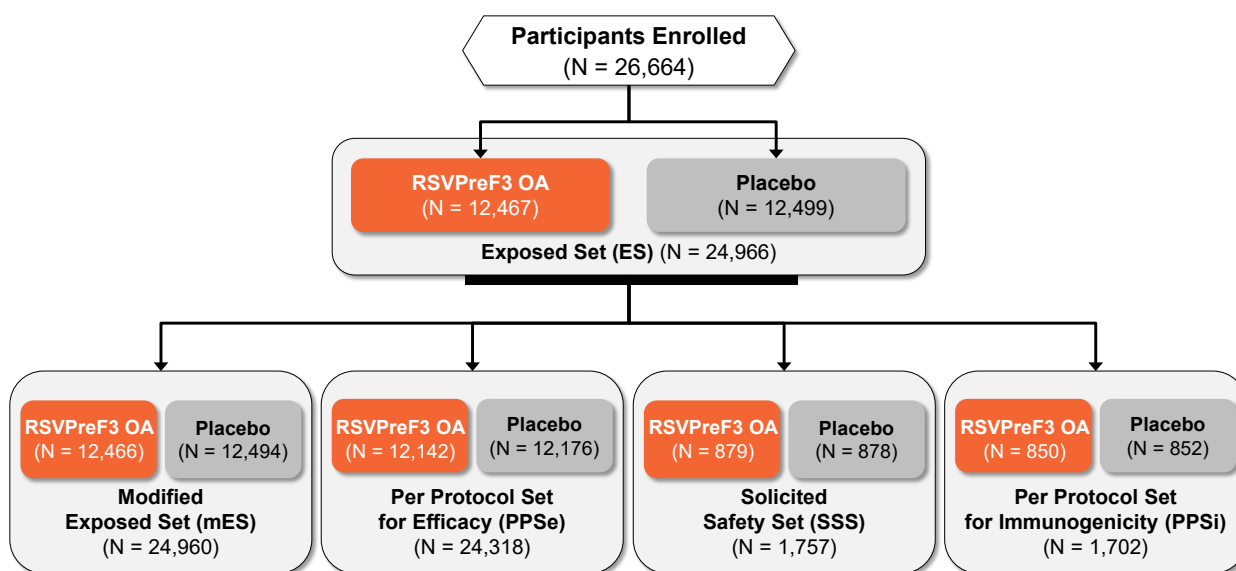 Participants Enrolled
(N = 26,664)
RSVPreF3 OA
(N = 12,467)
Placebo
(N = 12,499)
Exposed Set (ES) (N = 24,966)
RSVPreF3 OA
(N = 12,466)
Placebo
(N = 12,494)
Modified
Exposed Set (mES)
(N = 24,960)
RSVPreF3 OA
(N = 12,142)
Placebo
(N = 12,176)
Per Protocol Set
for Efficacy (PPSe)
(N = 24,318)
RSVPreF3 OA
(N = 879)
Placebo
(N = 878)
Solicited
Safety Set (SSS)
(N = 1,757)
RSVPreF3 OA
(N = 850)
Placebo
(N = 852)
Per Protocol Set
for Immunogenicity (PPSi)
(N = 1,702)